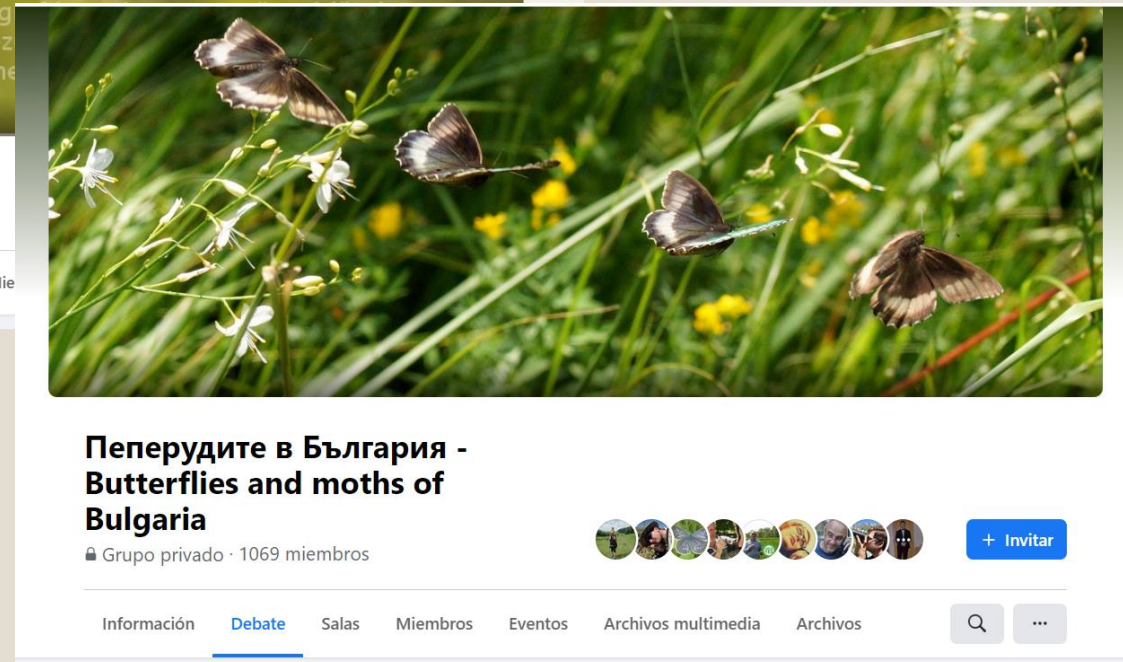 Пеперудите в България -
Butterflies and moths of
Bulgaria
Grupo privado · 1069 miembros
+ Invitar
Información Debate Salas Miembros Eventos Archivos multimedia Archivos